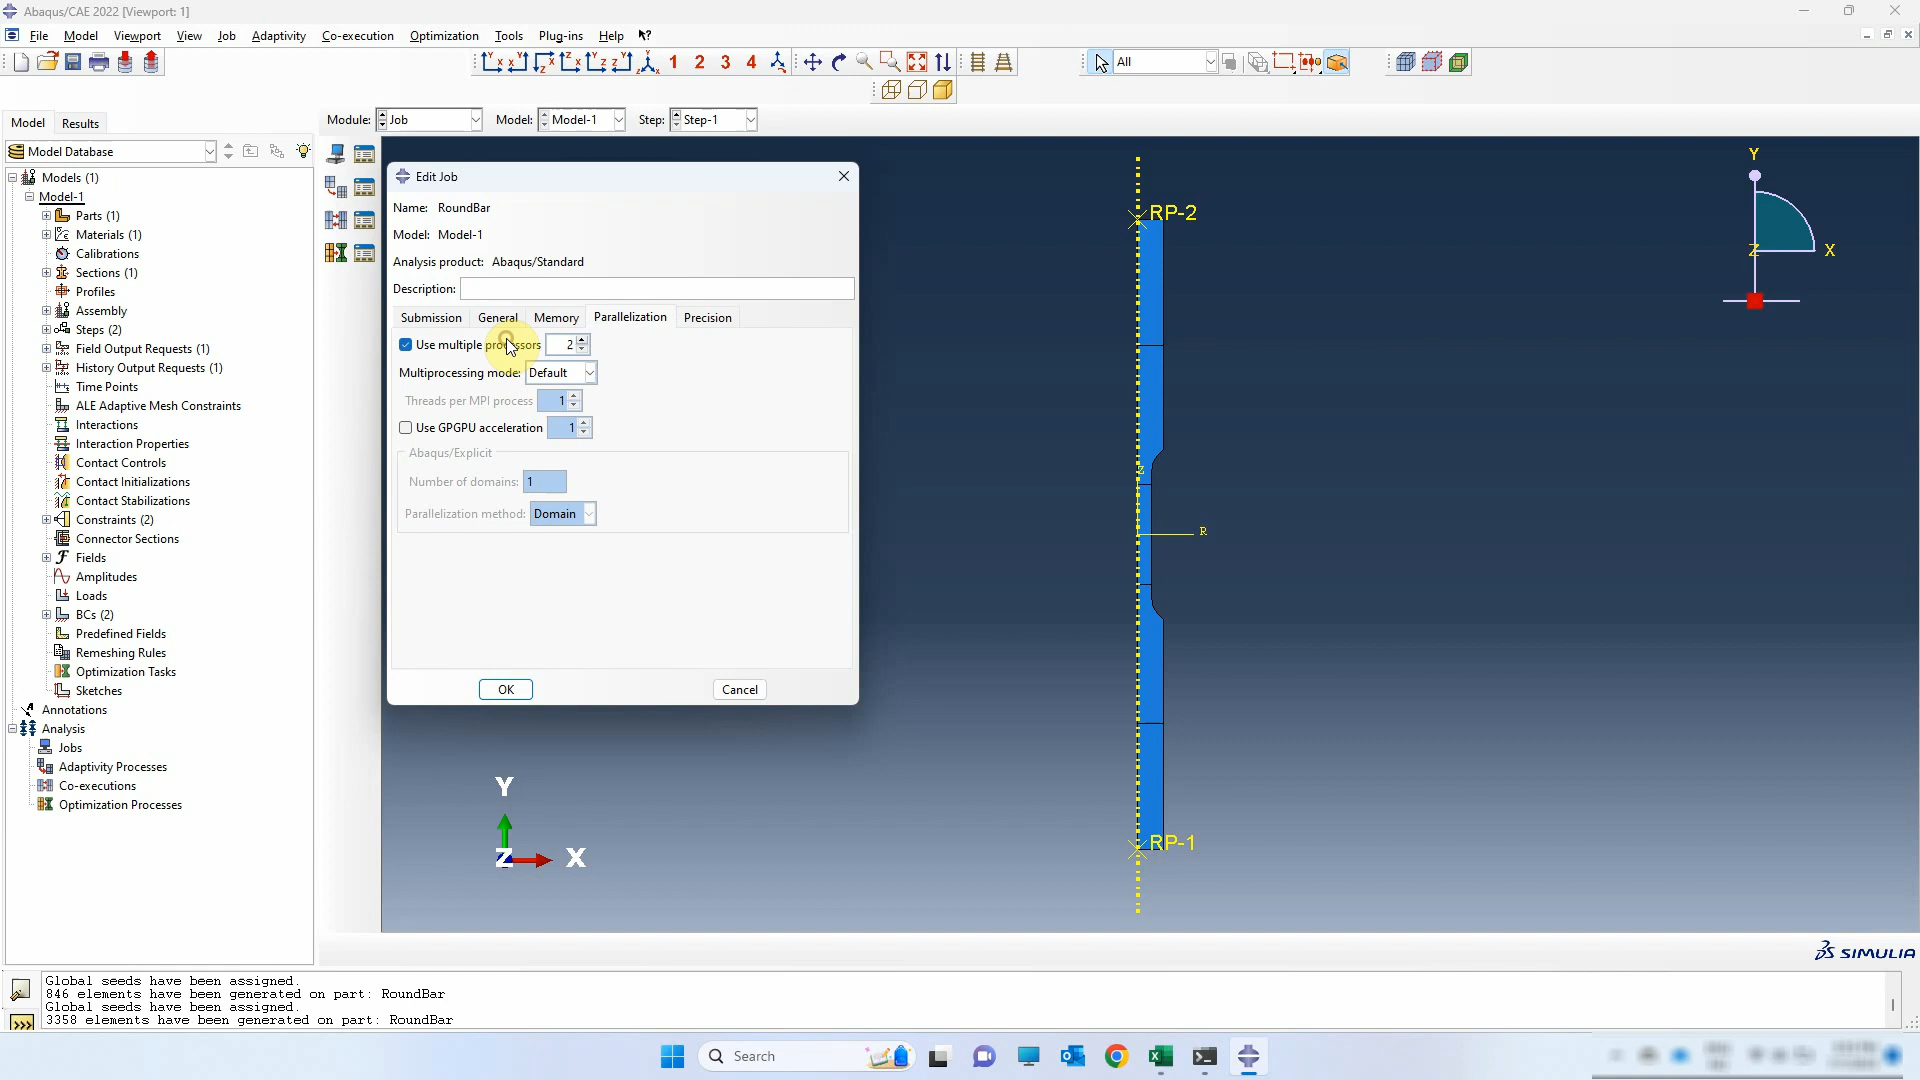 Abaqus/CAE 2022 [Viewport: 1]
File Model Viewport View Job Adaptivity Co-execution Optimization Tools Plug-ins Help
1 2 3 4 All
Model Results
Module: Job Model: Model-1 Step: Step-1
Model Database
Models (1)
Model-1
Parts (1)
Materials (1)
Calibrations
Sections (1)
Profiles
Assembly
Steps (2)
Field Output Requests (1)
History Output Requests (1)
Time Points
ALE Adaptive Mesh Constraints
Interactions
Interaction Properties
Contact Controls
Contact Initializations
Contact Stabilizations
Constraints (2)
Connector Sections
Fields
Amplitudes
Loads
BCs (2)
Predefined Fields
Remeshing Rules
Optimization Tasks
Sketches
Annotations
Analysis
Jobs
Adaptivity Processes
Co-executions
Optimization Processes
Edit Job
Name: RoundBar
Model: Model-1
Analysis product: Abaqus/Standard
Description:
Submission General Memory Parallelization Precision
Use multiple processors 2
Multiprocessing mode: Default
Threads per MPI process 1
Use GPGPU acceleration 1
Abaqus/Explicit
Number of domains: 1
Parallelization method: Domain
OK Cancel
RP-2
Z
R
RP-1
Y
Z X
Y
Z X
SIMULIA
Global seeds have been assigned.
846 elements have been generated on part: RoundBar
Global seeds have been assigned.
3358 elements have been generated on part: RoundBar
Search